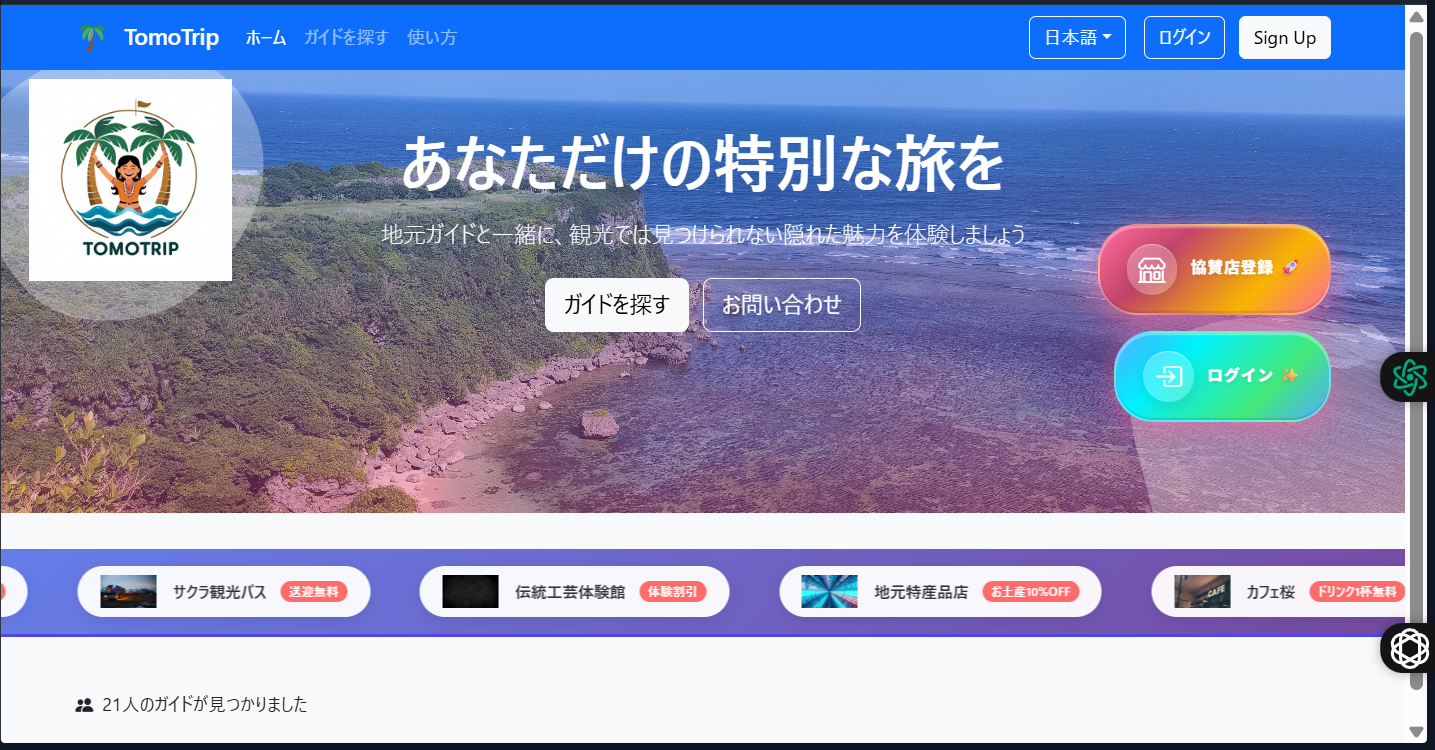 TomoTrip ホーム ガイドを探す 使い方 日本語 ログイン Sign Up
TOMOTRIP
あなただけの特別な旅を
地元ガイドと一緒に、観光では見つけられない隠れた魅力を体験しましょう
ガイドを探す お問い合わせ
協賛店登録 🚀
ログイン ✨
サクラ観光バス 送迎無料 伝統工芸体験館 体験割引 地元特産品店 お土産10%OFF カフェ桜 ドリンク1杯無料
CAFE
21人のガイドが見つかりました